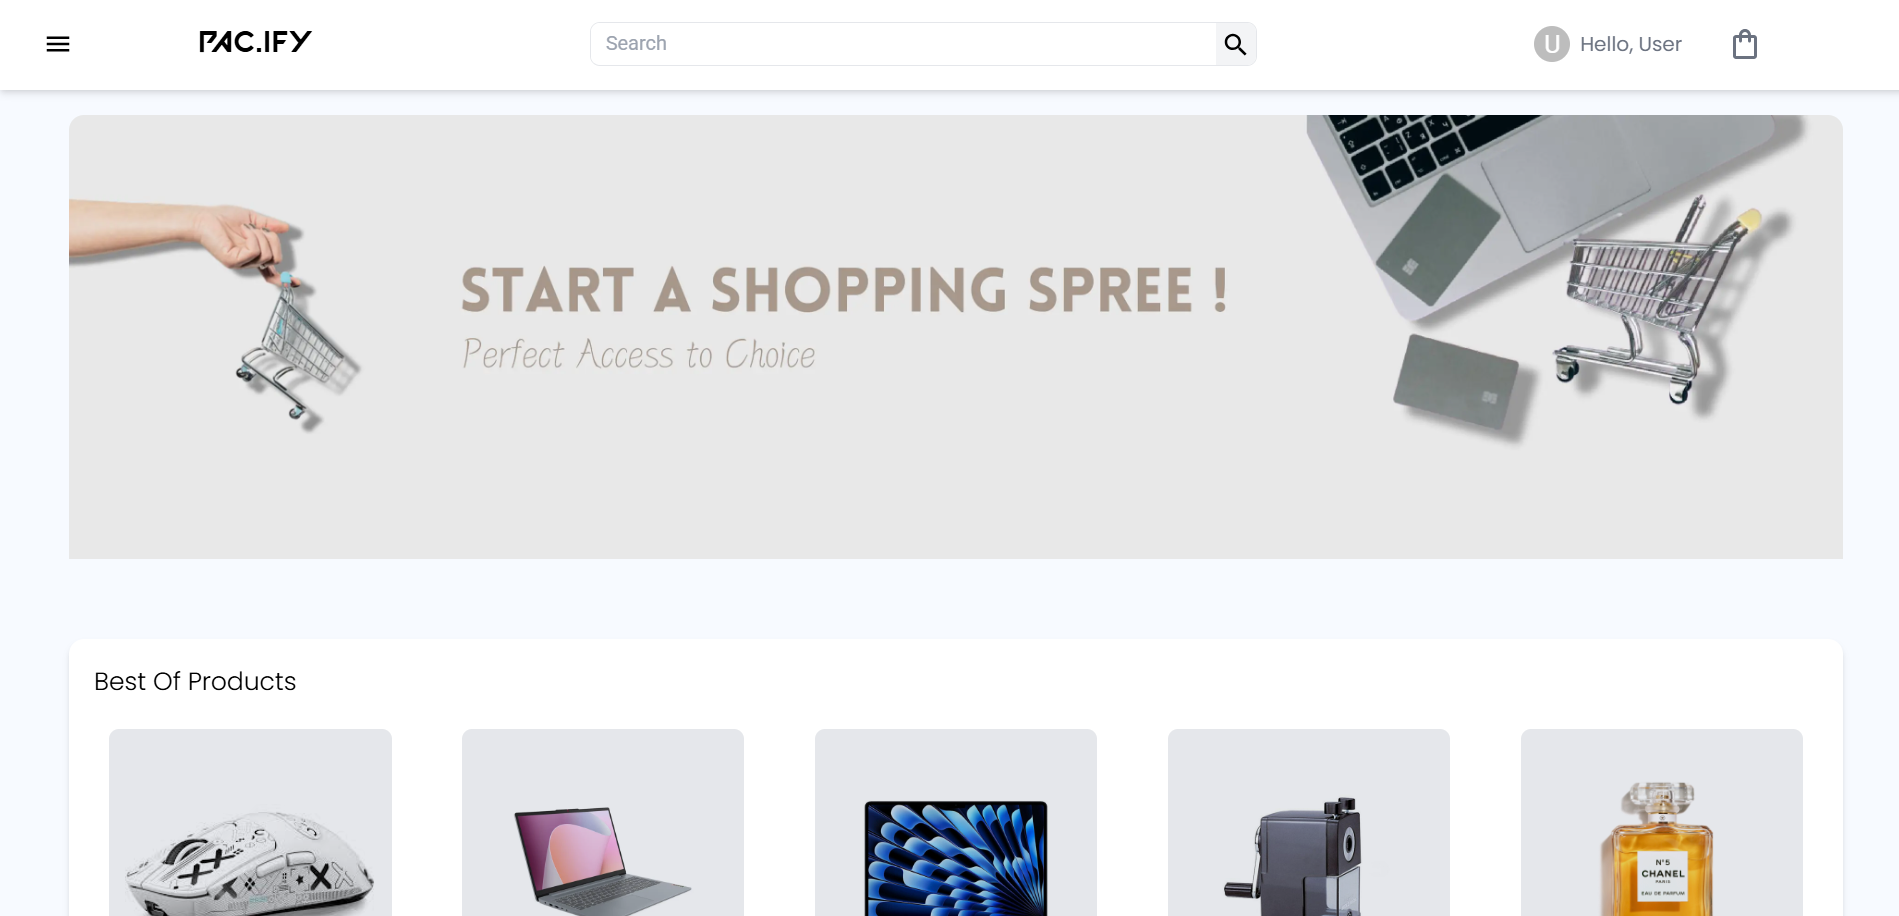 PAC.IFY
Search
U
Hello, User
START A SHOPPING SPREE !
Perfect Access to Choice
Best Of Products
N°5
CHANEL
PARIS
EAU DE PARFUM